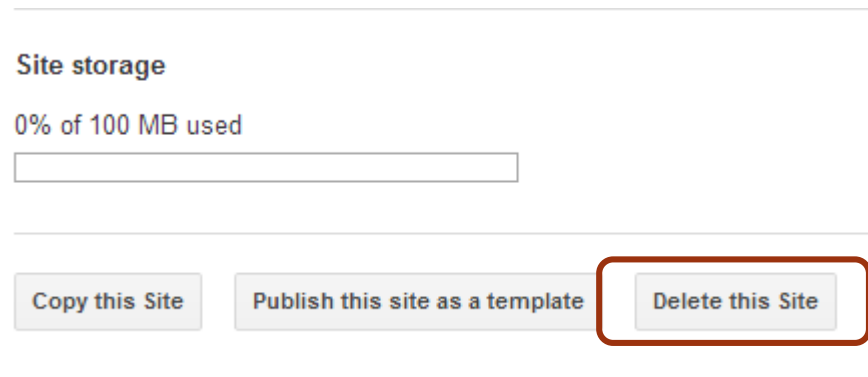 Site storage
0% of 100 MB used
Copy this Site Publish this site as a template Delete this Site